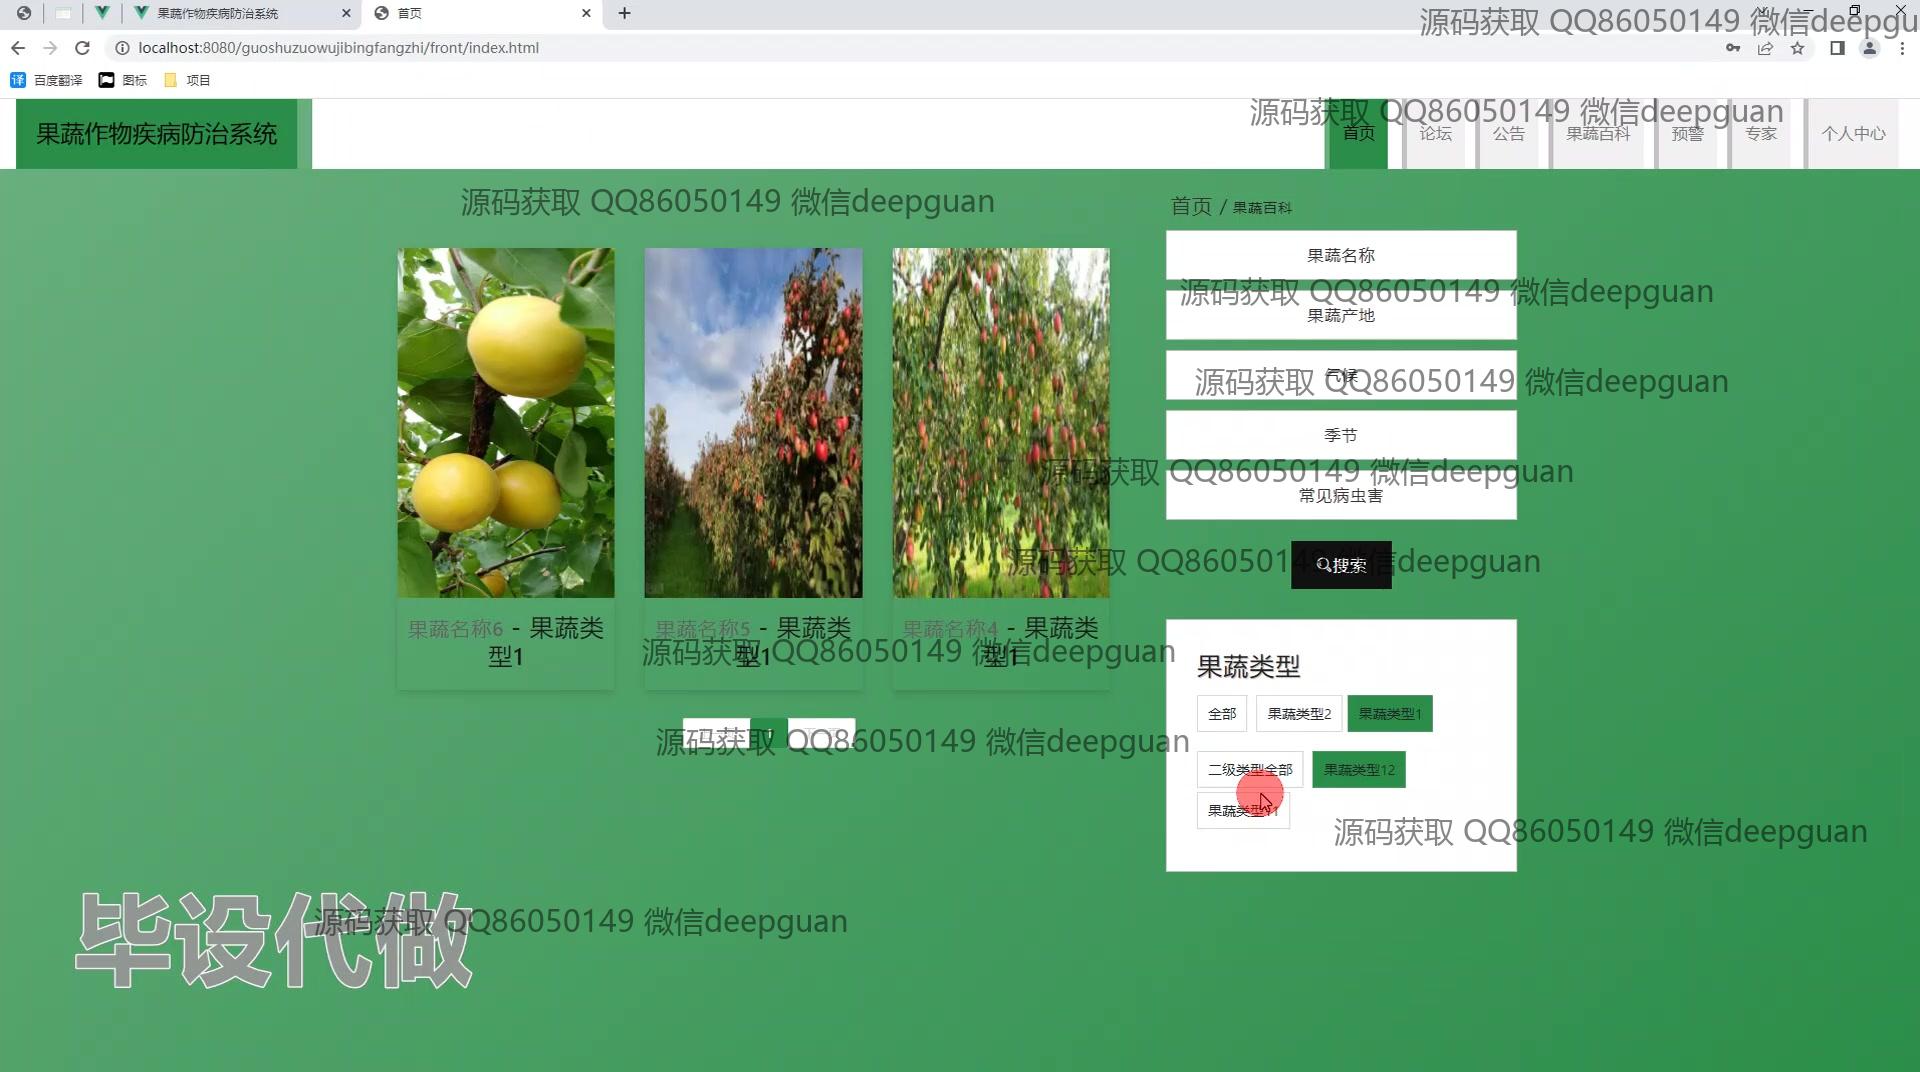 果蔬作物疾病防治系统
首页
localhost:8080/guoshuzuowujibingfangzhi/front/index.html
源码获取 QQ86050149 微信deepgu
百度翻译
图标
项目
源码获取 QQ86050149 微信deepguan
果蔬作物疾病防治系统
首页
论坛
公告
果蔬百科
预警
专家
个人中心
源码获取 QQ86050149 微信deepguan
首页 / 果蔬百科
果蔬名称
源码获取 QQ86050149 微信deepguan
果蔬产地
气候
源码获取 QQ86050149 微信deepguan
季节
源码获取 QQ86050149 微信deepguan
常见病虫害
源码获取 QQ86050149 微信deepguan
搜索
果蔬名称6 - 果蔬类
型1
果蔬名称5 - 果蔬类
型1
果蔬名称4 - 果蔬类
型1
源码获取 QQ86050149 微信deepguan
果蔬类型
全部
果蔬类型2
果蔬类型1
源码获取 QQ86050149 微信deepguan
二级类型全部
果蔬类型12
果蔬类型11
源码获取 QQ86050149 微信deepguan
毕设代做
源码获取 QQ86050149 微信deepguan